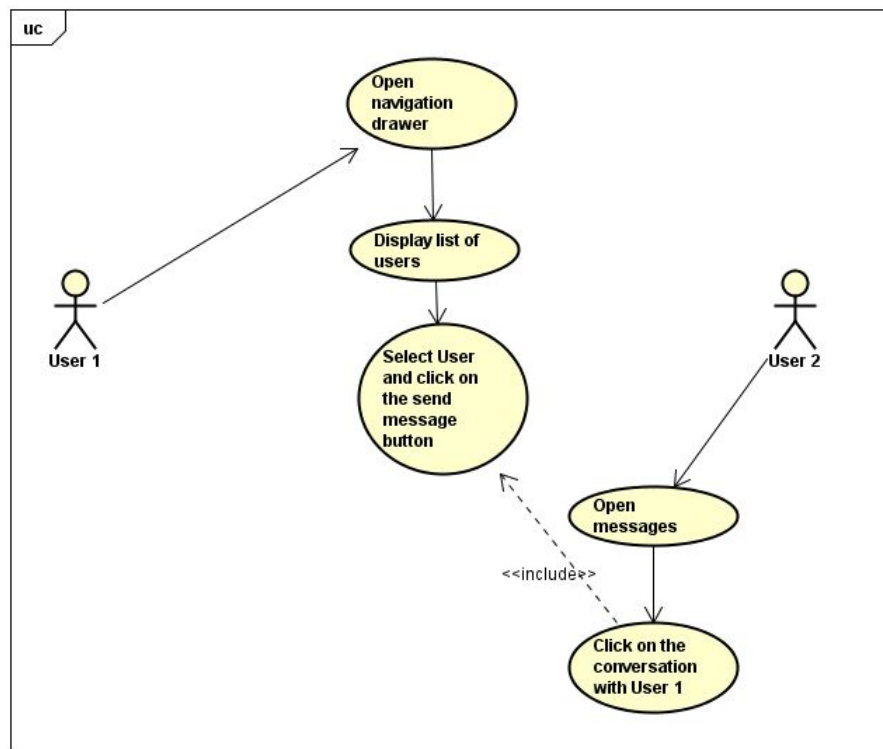 uc
Open
navigation
drawer
Display list of
users
User 1
Select User
and click on
the send
message
button
User 2
Open
messages
<<include>>
Click on the
conversation
with User 1